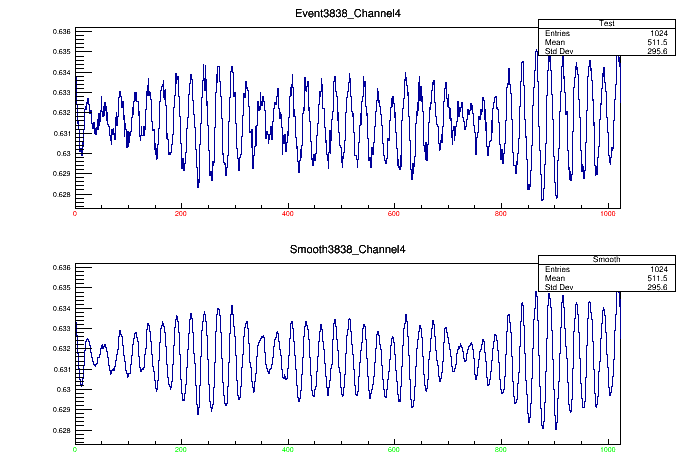 Event3838_Channel4
Test
Entries 1024
Mean 511.5
Std Dev 295.6
0.636
0.635
0.634
0.633
0.632
0.631
0.63
0.629
0.628
0 200 400 600 800 1000
Smooth3838_Channel4
Smooth
Entries 1024
Mean 511.5
Std Dev 295.6
0.636
0.635
0.634
0.633
0.632
0.631
0.63
0.629
0.628
0 200 400 600 800 1000